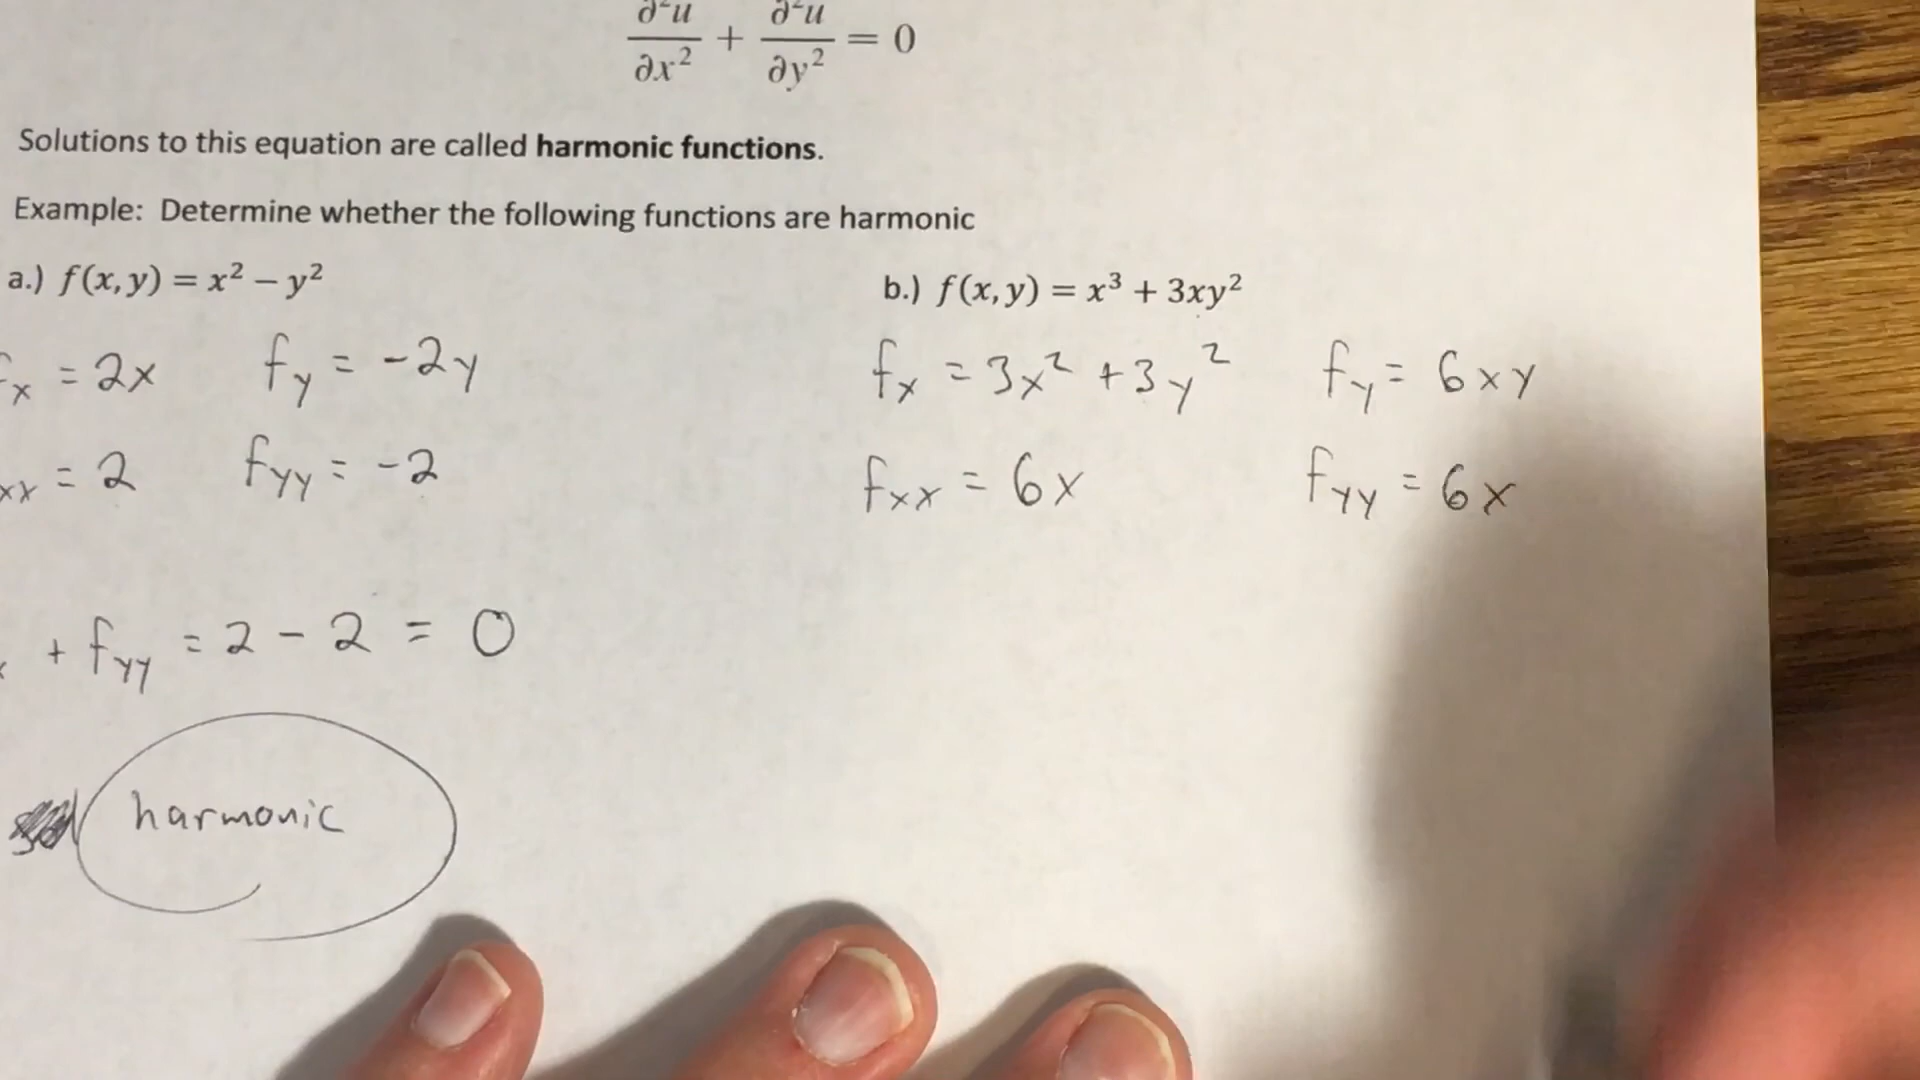 ∂²u/∂x² + ∂²u/∂y² = 0
Solutions to this equation are called harmonic functions.
Example: Determine whether the following functions are harmonic
a.) f(x, y) = x² − y²
x = 2x   fy = -2y
xx = 2   fyy = -2
+ fyy = 2 - 2 = 0
harmonic
b.) f(x, y) = x³ + 3xy²
fx = 3x² + 3y²   fy = 6xy
fxx = 6x   fyy = 6x